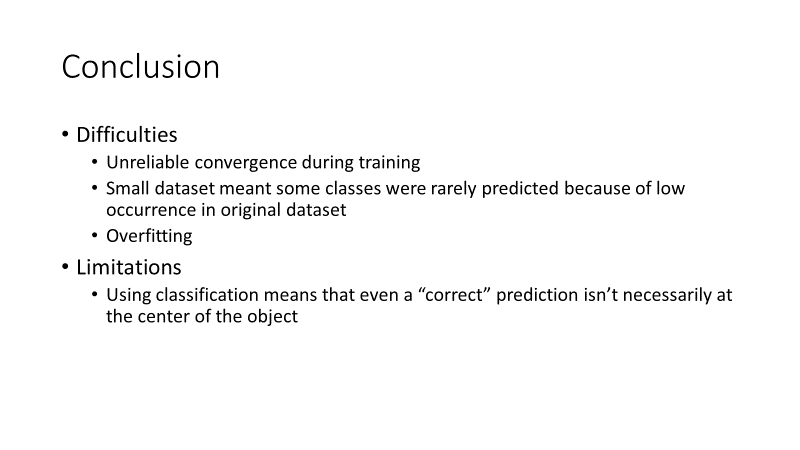 Conclusion
• Difficulties
• Unreliable convergence during training
• Small dataset meant some classes were rarely predicted because of low
occurrence in original dataset
• Overfitting
• Limitations
• Using classification means that even a “correct” prediction isn’t necessarily at
the center of the object